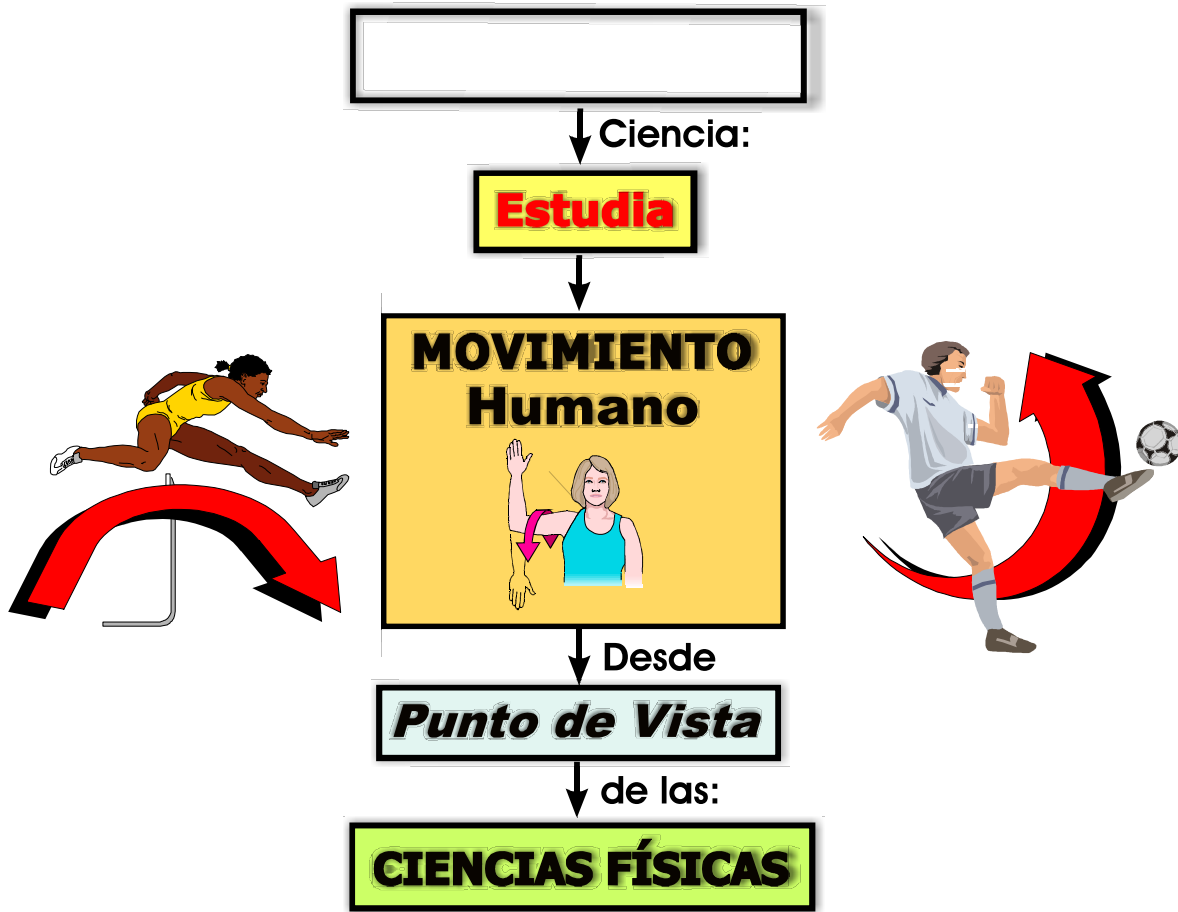 Ciencia:
Estudia
MOVIMIENTO
Humano
Desde
Punto de Vista
de las:
CIENCIAS FÍSICAS